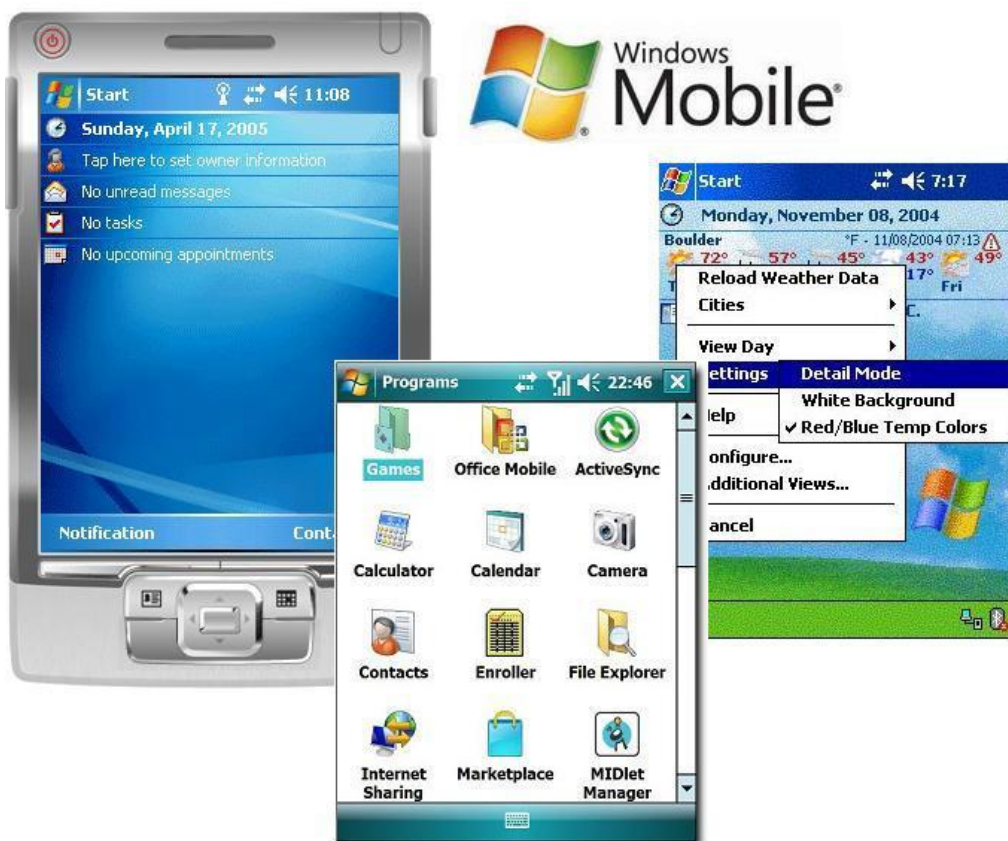 Windows
Mobile®
Start 11:08
Sunday, April 17, 2005
Tap here to set owner information
No unread messages
No tasks
No upcoming appointments
Notification
Start 7:17
Monday, November 08, 2004
Boulder °F - 11/08/2004 07:13
72° 57° 45° 43° 49°
17°
Fri
Reload Weather Data
Cities
View Day
Detail Mode
White Background
Red/Blue Temp Colors
Additional Views...
Programs 22:46
Games Office Mobile ActiveSync
Calculator Calendar Camera
Contacts Enroller File Explorer
Internet Sharing Marketplace MIDlet Manager